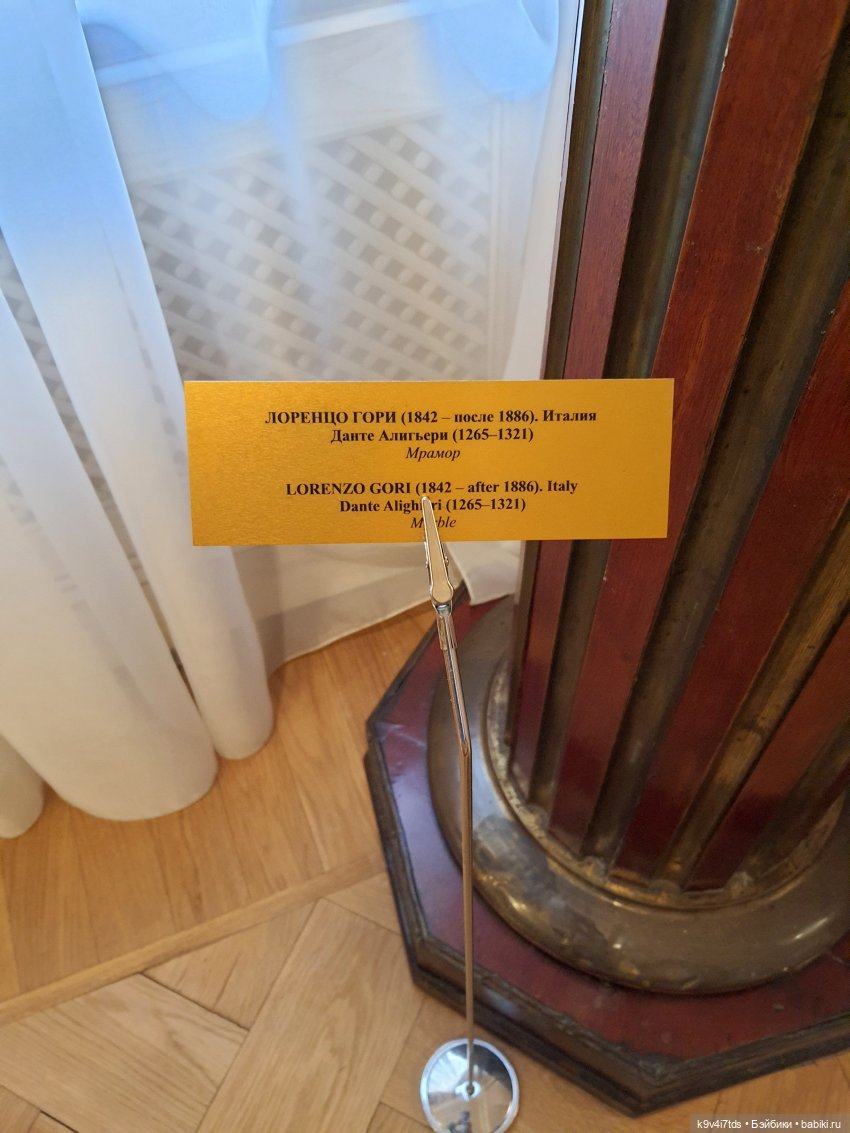 ЛОРЕНЦО ГОРИ (1842 – после 1886). Италия
Данте Алигьери (1265–1321)
Мрамор
LORENZO GORI (1842 – after 1886). Italy
Dante Alighieri (1265–1321)
Marble
k9v4i7tds • Бэйбики • babiki.ru